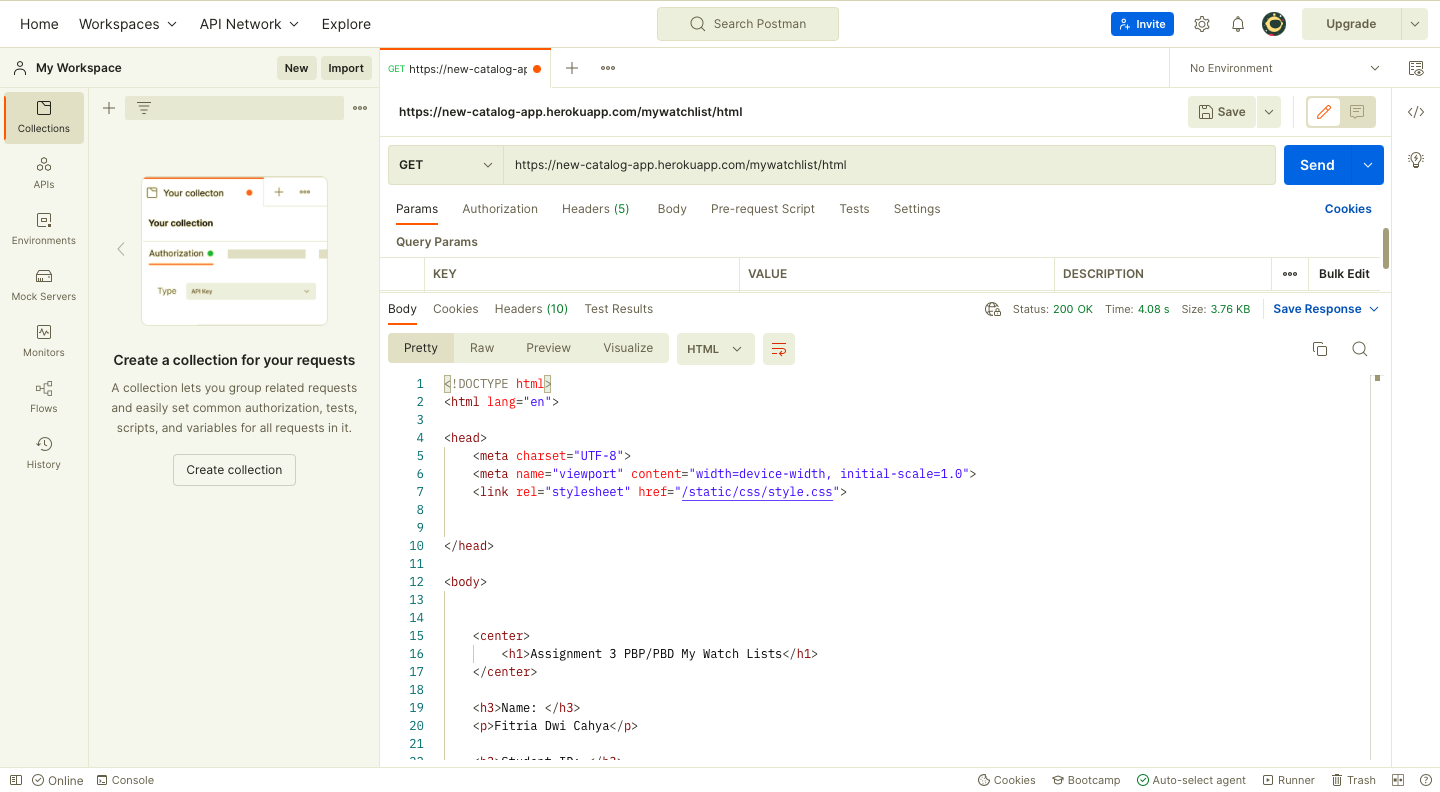 Home Workspaces API Network Explore Search Postman Invite Upgrade
My Workspace New Import GET https://new-catalog-ap No Environment
Collections
APIs
Environments
Mock Servers
Monitors
Flows
History
Your collecton
Your collection
Authorization
Type API Key
Create a collection for your requests
A collection lets you group related requests
and easily set common authorization, tests,
scripts, and variables for all requests in it.
Create collection
https://new-catalog-app.herokuapp.com/mywatchlist/html Save
GET https://new-catalog-app.herokuapp.com/mywatchlist/html Send
Params Authorization Headers (5) Body Pre-request Script Tests Settings Cookies
Query Params
KEY VALUE DESCRIPTION Bulk Edit
Body Cookies Headers (10) Test Results Status: 200 OK Time: 4.08 s Size: 3.76 KB Save Response
Pretty Raw Preview Visualize HTML
1 <!DOCTYPE html>
2 <html lang="en">
3
4 <head>
5 <meta charset="UTF-8">
6 <meta name="viewport" content="width=device-width, initial-scale=1.0">
7 <link rel="stylesheet" href="/static/css/style.css">
8
9
10 </head>
11
12 <body>
13
14
15 <center>
16 <h1>Assignment 3 PBP/PBD My Watch Lists</h1>
17 </center>
18
19 <h3>Name: </h3>
20 <p>Fitria Dwi Cahya</p>
21
22 <h3>Student ID: </h3>
Online Console Cookies Bootcamp Auto-select agent Runner Trash